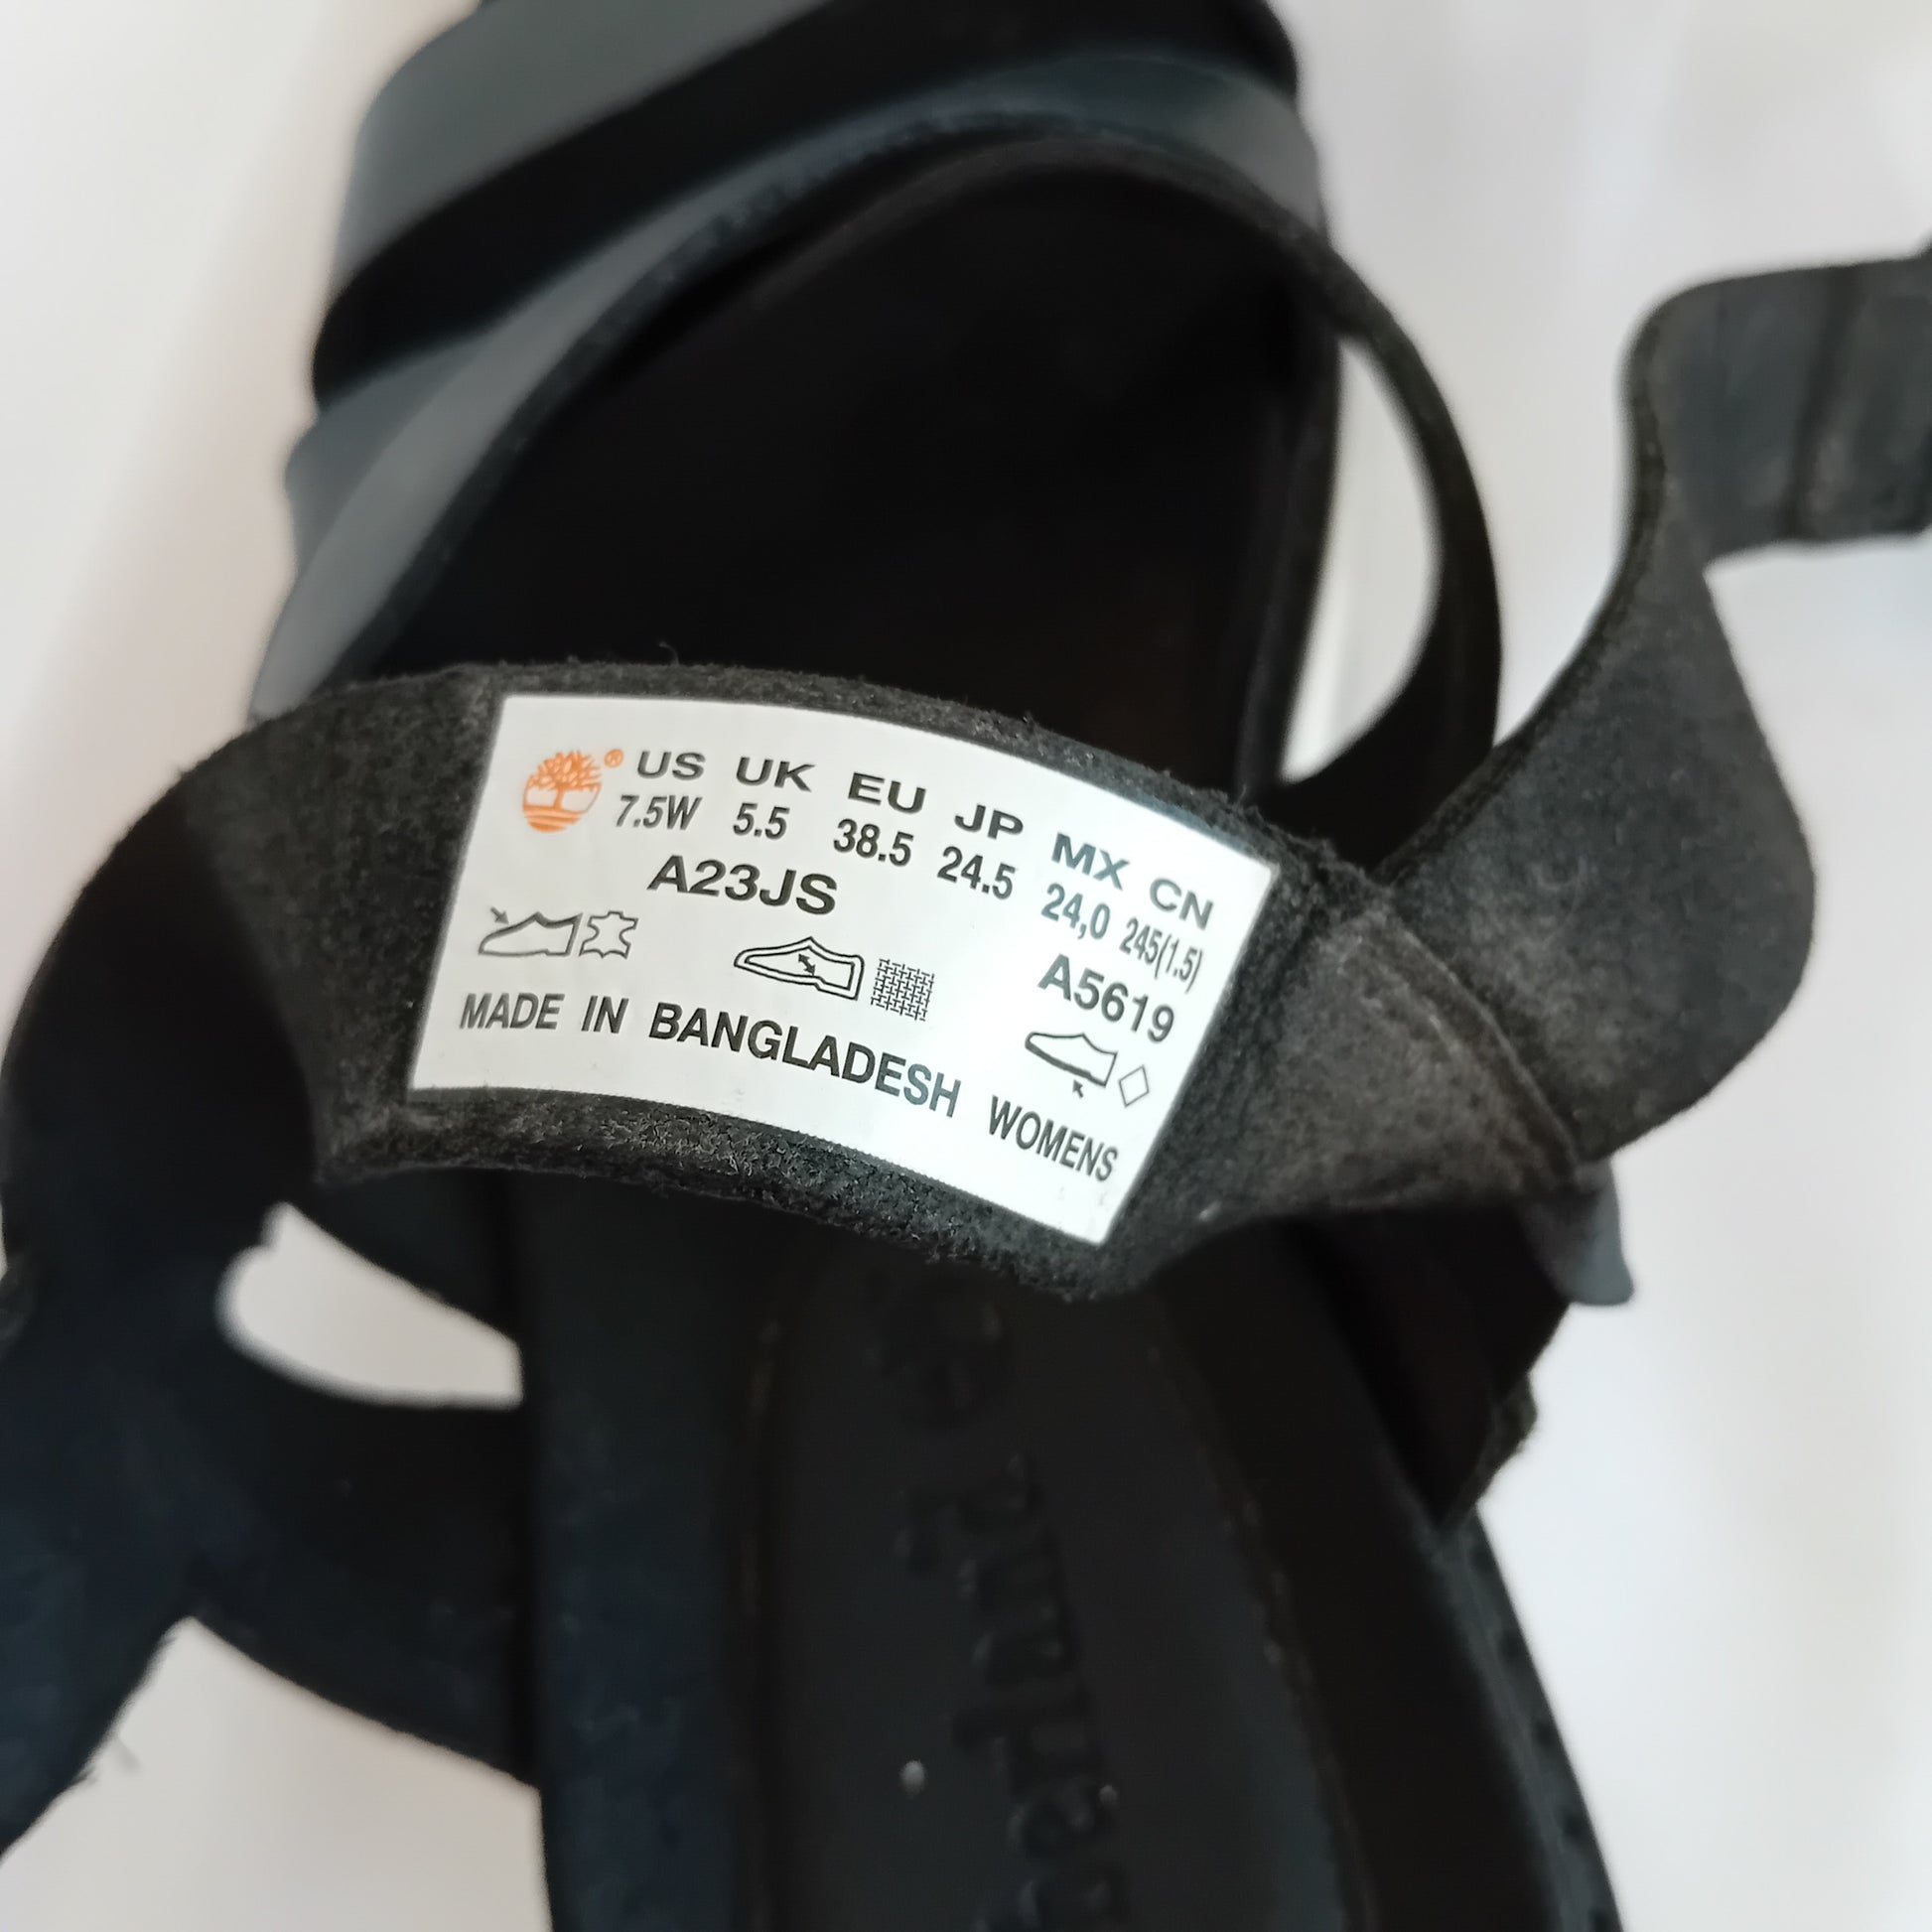 ® US UK EU JP MX CN
7.5W 5.5 38.5 24.5 24,0 245(1.5)
A23JS A5619
MADE IN BANGLADESH WOMENS